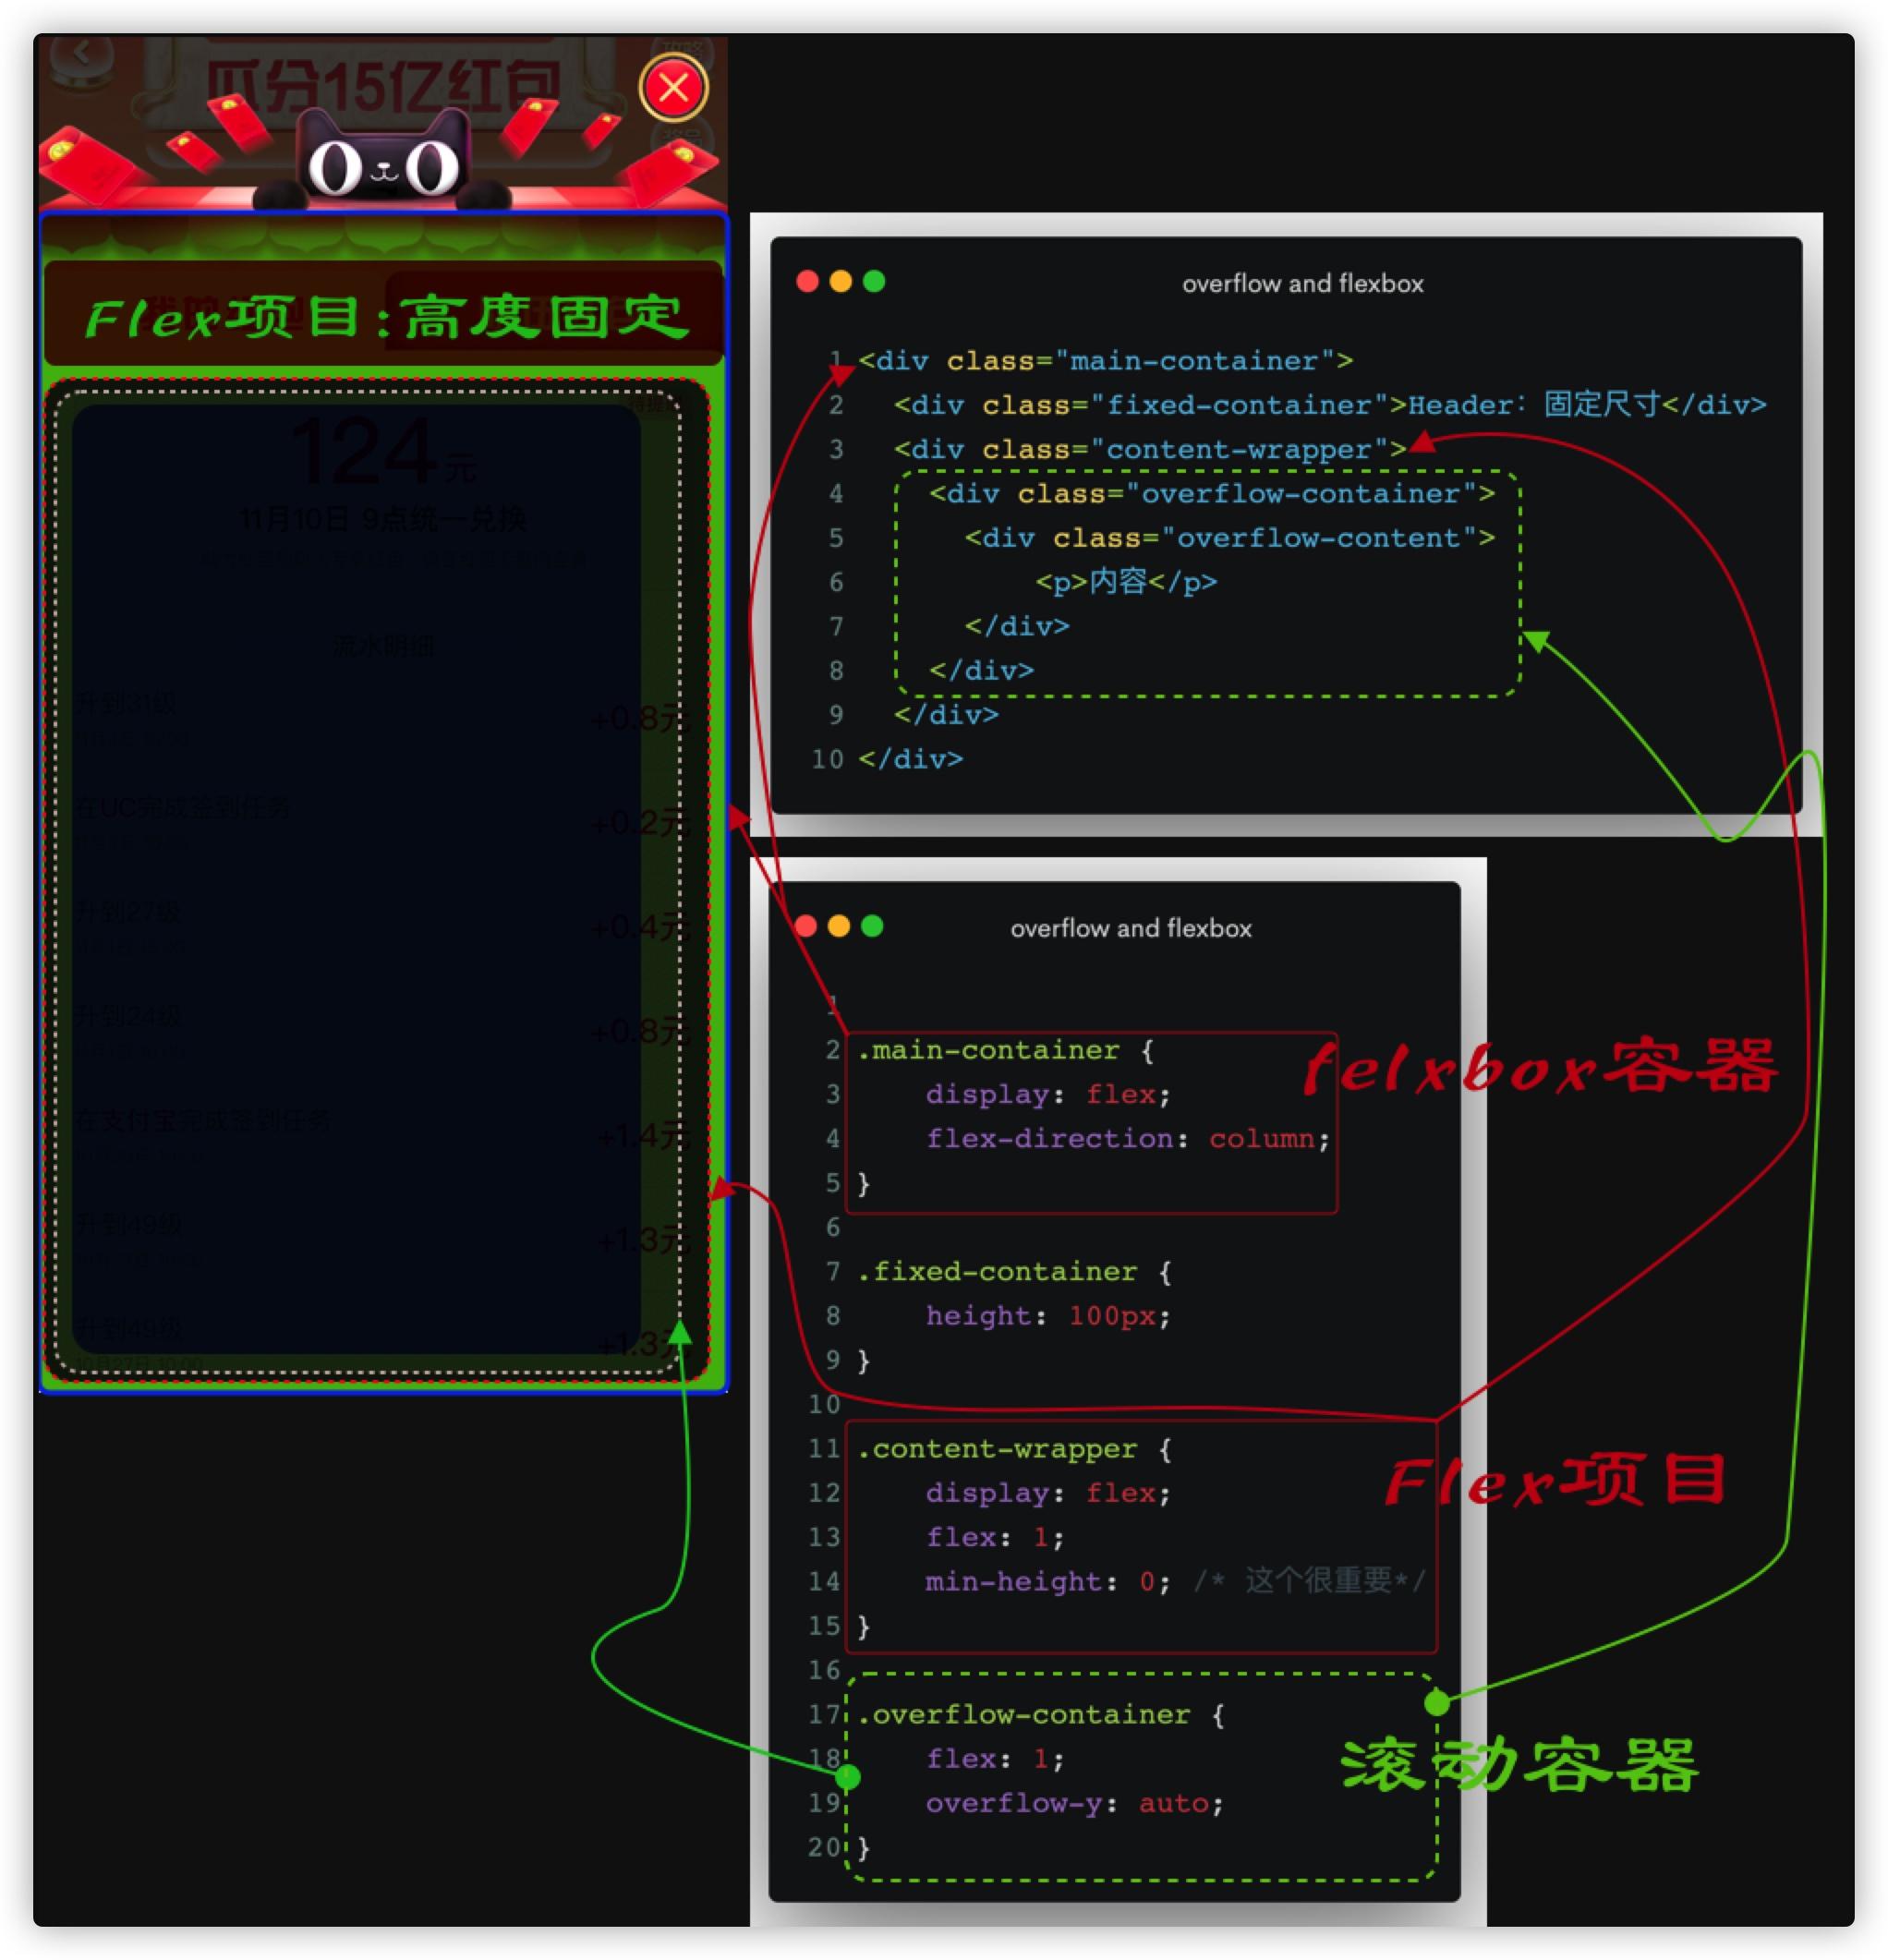 瓜分15亿红包
Flex项目:高度固定
124元
11月10日 9点统一兑换
流水明细
升到31级
+0.8元
在UC完成签到任务
+0.2元
升到27级
+0.4元
升到24级
+0.8元
在支付宝完成签到任务
+1.4元
升到49级
+1.3元
升到49级
+1.3元
overflow and flexbox
1 <div class="main-container">
2 <div class="fixed-container">Header: 固定尺寸</div>
3 <div class="content-wrapper">
4 <div class="overflow-container">
5 <div class="overflow-content">
6 <p>内容</p>
7 </div>
8 </div>
9 </div>
10 </div>
overflow and flexbox
1
2 .main-container {
3 display: flex;
4 flex-direction: column;
5 }
6
7 .fixed-container {
8 height: 100px;
9 }
10
11 .content-wrapper {
12 display: flex;
13 flex: 1;
14 min-height: 0; /* 这个很重要*/
15 }
16
17 .overflow-container {
18 flex: 1;
19 overflow-y: auto;
20 }
felxbox容器
Flex项目
滚动容器